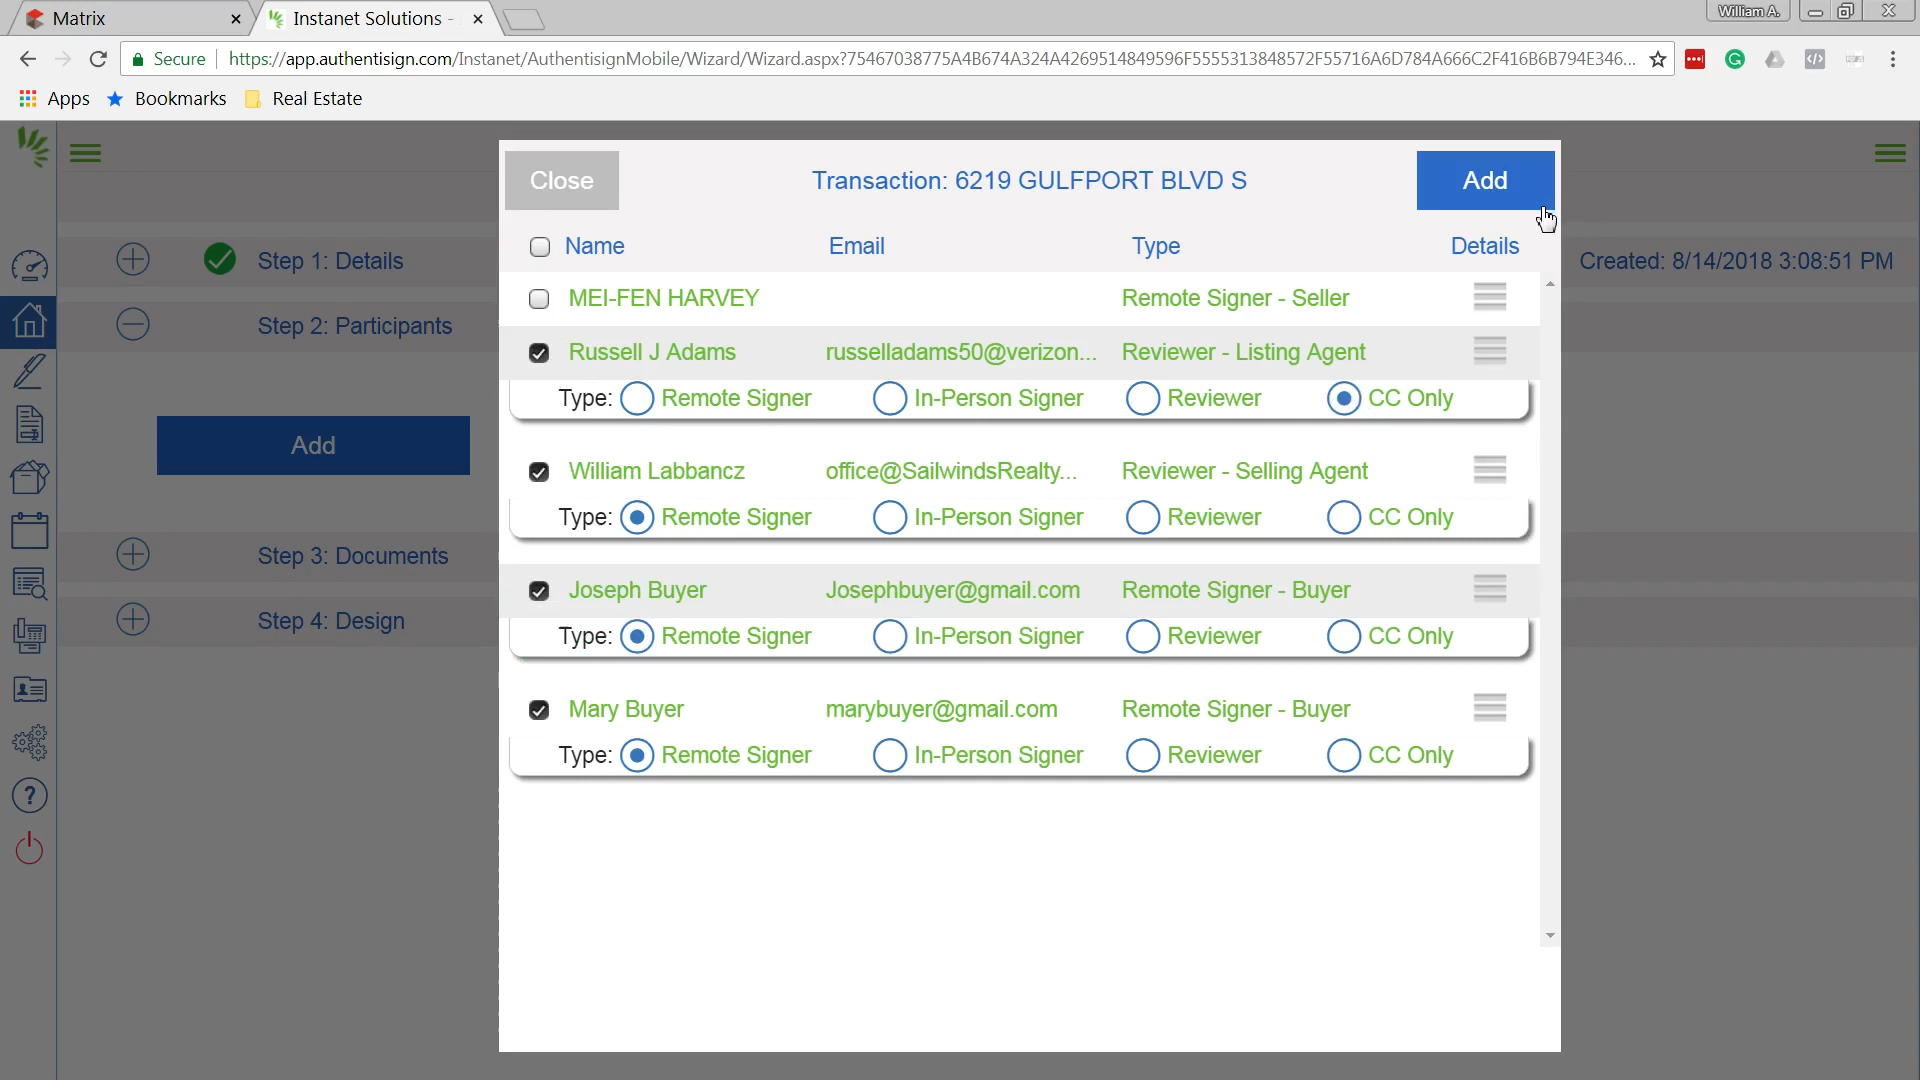 Matrix
Instanet Solutions -
William A.
Secure
https://app.authentisign.com/Instanet/AuthentisignMobile/Wizard/Wizard.aspx?75467038775A4B674A324A4269514849596F5555313848572F55716A6D784A666C2F416B6B794E346...
Apps
Bookmarks
Real Estate
Close
Transaction: 6219 GULFPORT BLVD S
Add
Name Email Type Details
Step 1: Details
Created: 8/14/2018 3:08:51 PM
MEI-FEN HARVEY Remote Signer - Seller
Step 2: Participants
Russell J Adams russelladams50@verizon... Reviewer - Listing Agent
Type: Remote Signer In-Person Signer Reviewer CC Only
Add
William Labbancz office@SailwindsRealty... Reviewer - Selling Agent
Type: Remote Signer In-Person Signer Reviewer CC Only
Step 3: Documents
Joseph Buyer Josephbuyer@gmail.com Remote Signer - Buyer
Step 4: Design
Type: Remote Signer In-Person Signer Reviewer CC Only
Mary Buyer marybuyer@gmail.com Remote Signer - Buyer
Type: Remote Signer In-Person Signer Reviewer CC Only